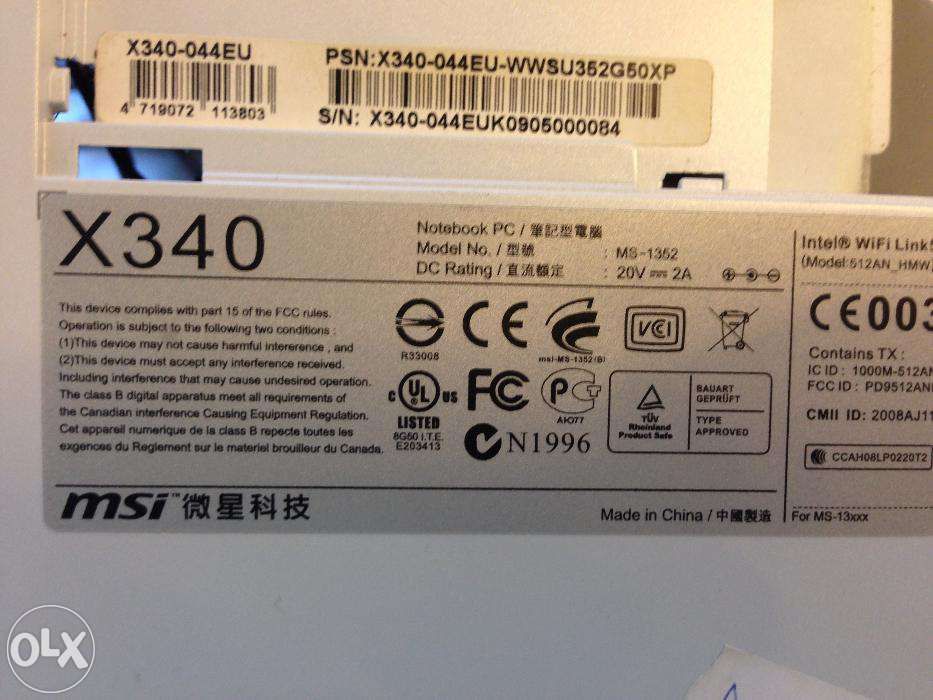 X340-044EU
4 719072 113803
PSN:X340-044EU-WWSU352G50XP
S/N: X340-044EUK0905000084
X340
Notebook PC / 筆記型電腦
Model No. / 型號 : MS-1352
DC Rating / 直流額定 : 20V 2A
This device complies with part 15 of the FCC rules.
Operation is subject to the following two conditions :
(1)This device may not cause harmful intererence , and
(2)This device must accept any interference received.
Including interference that may cause undesired operation.
The class B digital apparatus meet all requirements of
the Canadian interference Causing Equipment Regulation.
Cet appareil numerique de la class B repecte toutes les
exgences du Reglement sur le materiel brouilleur du Canada.
R33008
CE
msi-MS-1352(B)
VCI
C UL US
LISTED
8G50 I.T.E.
E203413
FC
PCT
N1996
TÜV
Rheinland
Product Safe
BAUART
GEPRÜFT
TYPE
APPROVED
msi™ 微星科技
Made in China / 中國製造
Intel® WiFi Link
(Model:512AN_HMW
CE003
Contains TX :
IC ID : 1000M-512AN
FCC ID : PD9512AN
CMII ID: 2008AJ11
CCAH08LP0220T2
For MS-13xxx
OLX